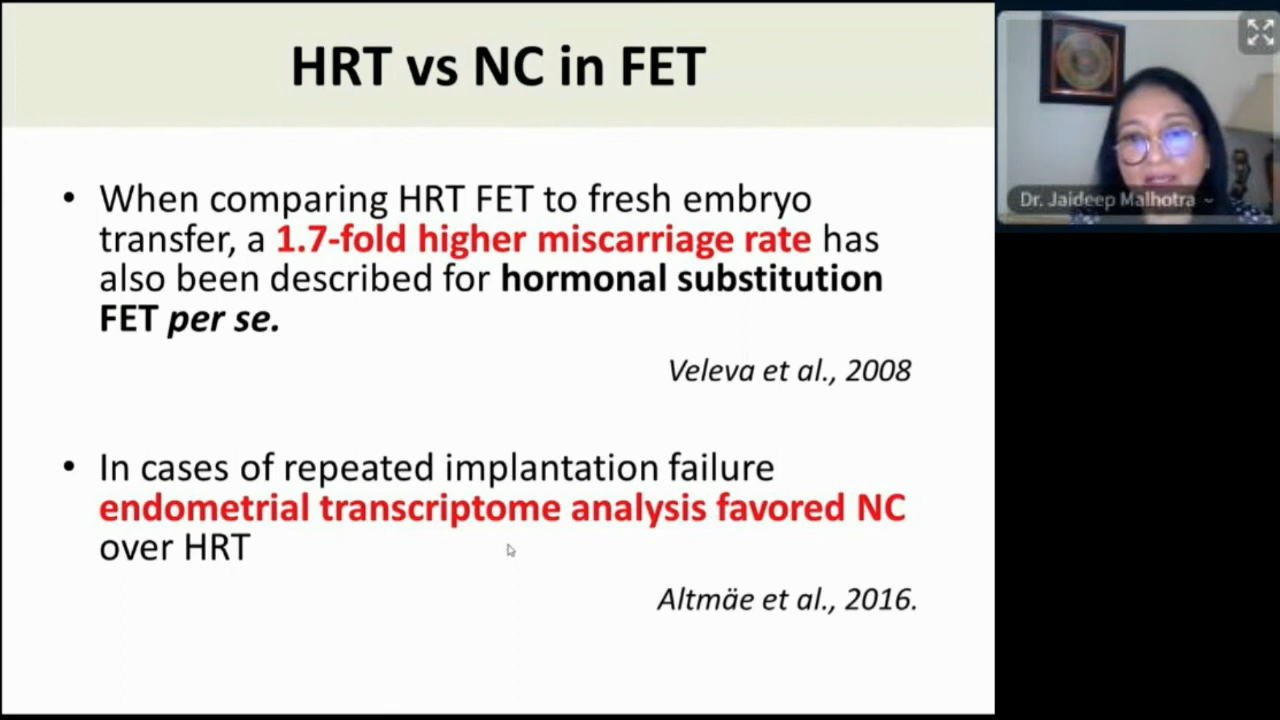 HRT vs NC in FET
• When comparing HRT FET to fresh embryo
transfer, a 1.7-fold higher miscarriage rate has
also been described for hormonal substitution
FET per se.
Veleva et al., 2008
• In cases of repeated implantation failure
endometrial transcriptome analysis favored NC
over HRT
Altmäe et al., 2016.
Dr. Jaideep Malhotra